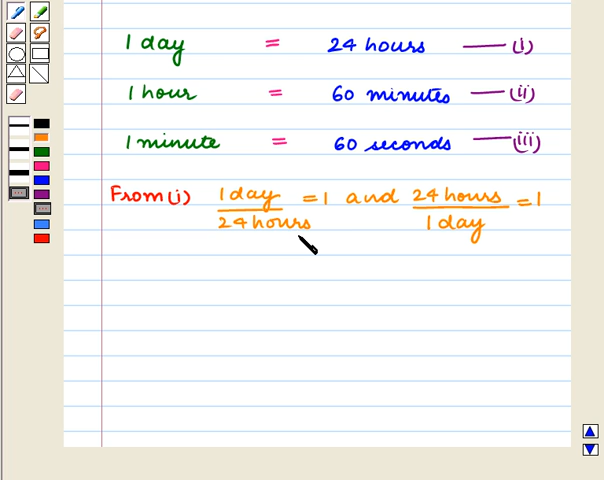 1 day = 24 hours —— (i)
1 hour = 60 minutes —— (ii)
1 minute = 60 seconds —— (iii)
From (i) 1 day / 24 hours = 1 and 24 hours / 1 day = 1